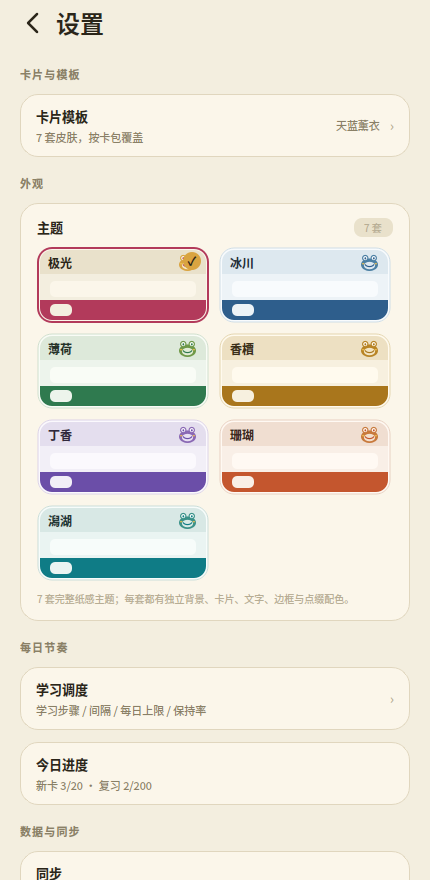 设置
卡片与模板
卡片模板
7 套皮肤，按卡包覆盖
天蓝薰衣
外观
主题
7 套
极光
冰川
薄荷
香槽
丁香
珊瑚
潟湖
7 套完整纸感主题；每套都有独立背景、卡片、文字、边框与点缀配色。
每日节奏
学习调度
学习步骤 / 间隔 / 每日上限 / 保持率
今日进度
新卡 3/20 · 复习 2/200
数据与同步
同步